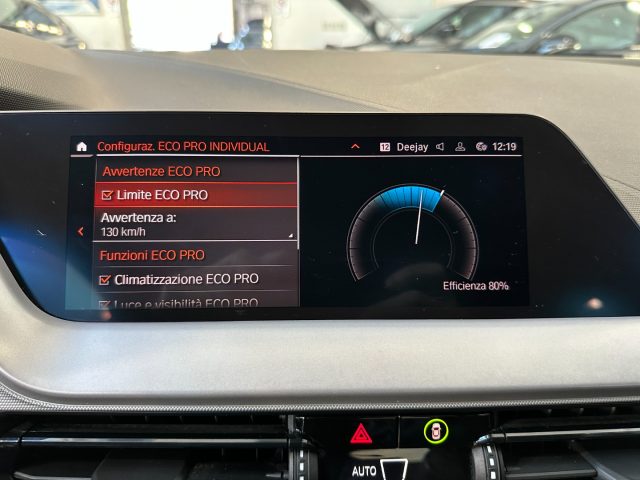 Configuraz. ECO PRO INDIVIDUAL
12 Deejay 12:19
Avvertenze ECO PRO
Limite ECO PRO
Avvertenza a:
130 km/h
Funzioni ECO PRO
Climatizzazione ECO PRO
Luce e visibilità ECO PRO
Efficienza 80%
AUTO